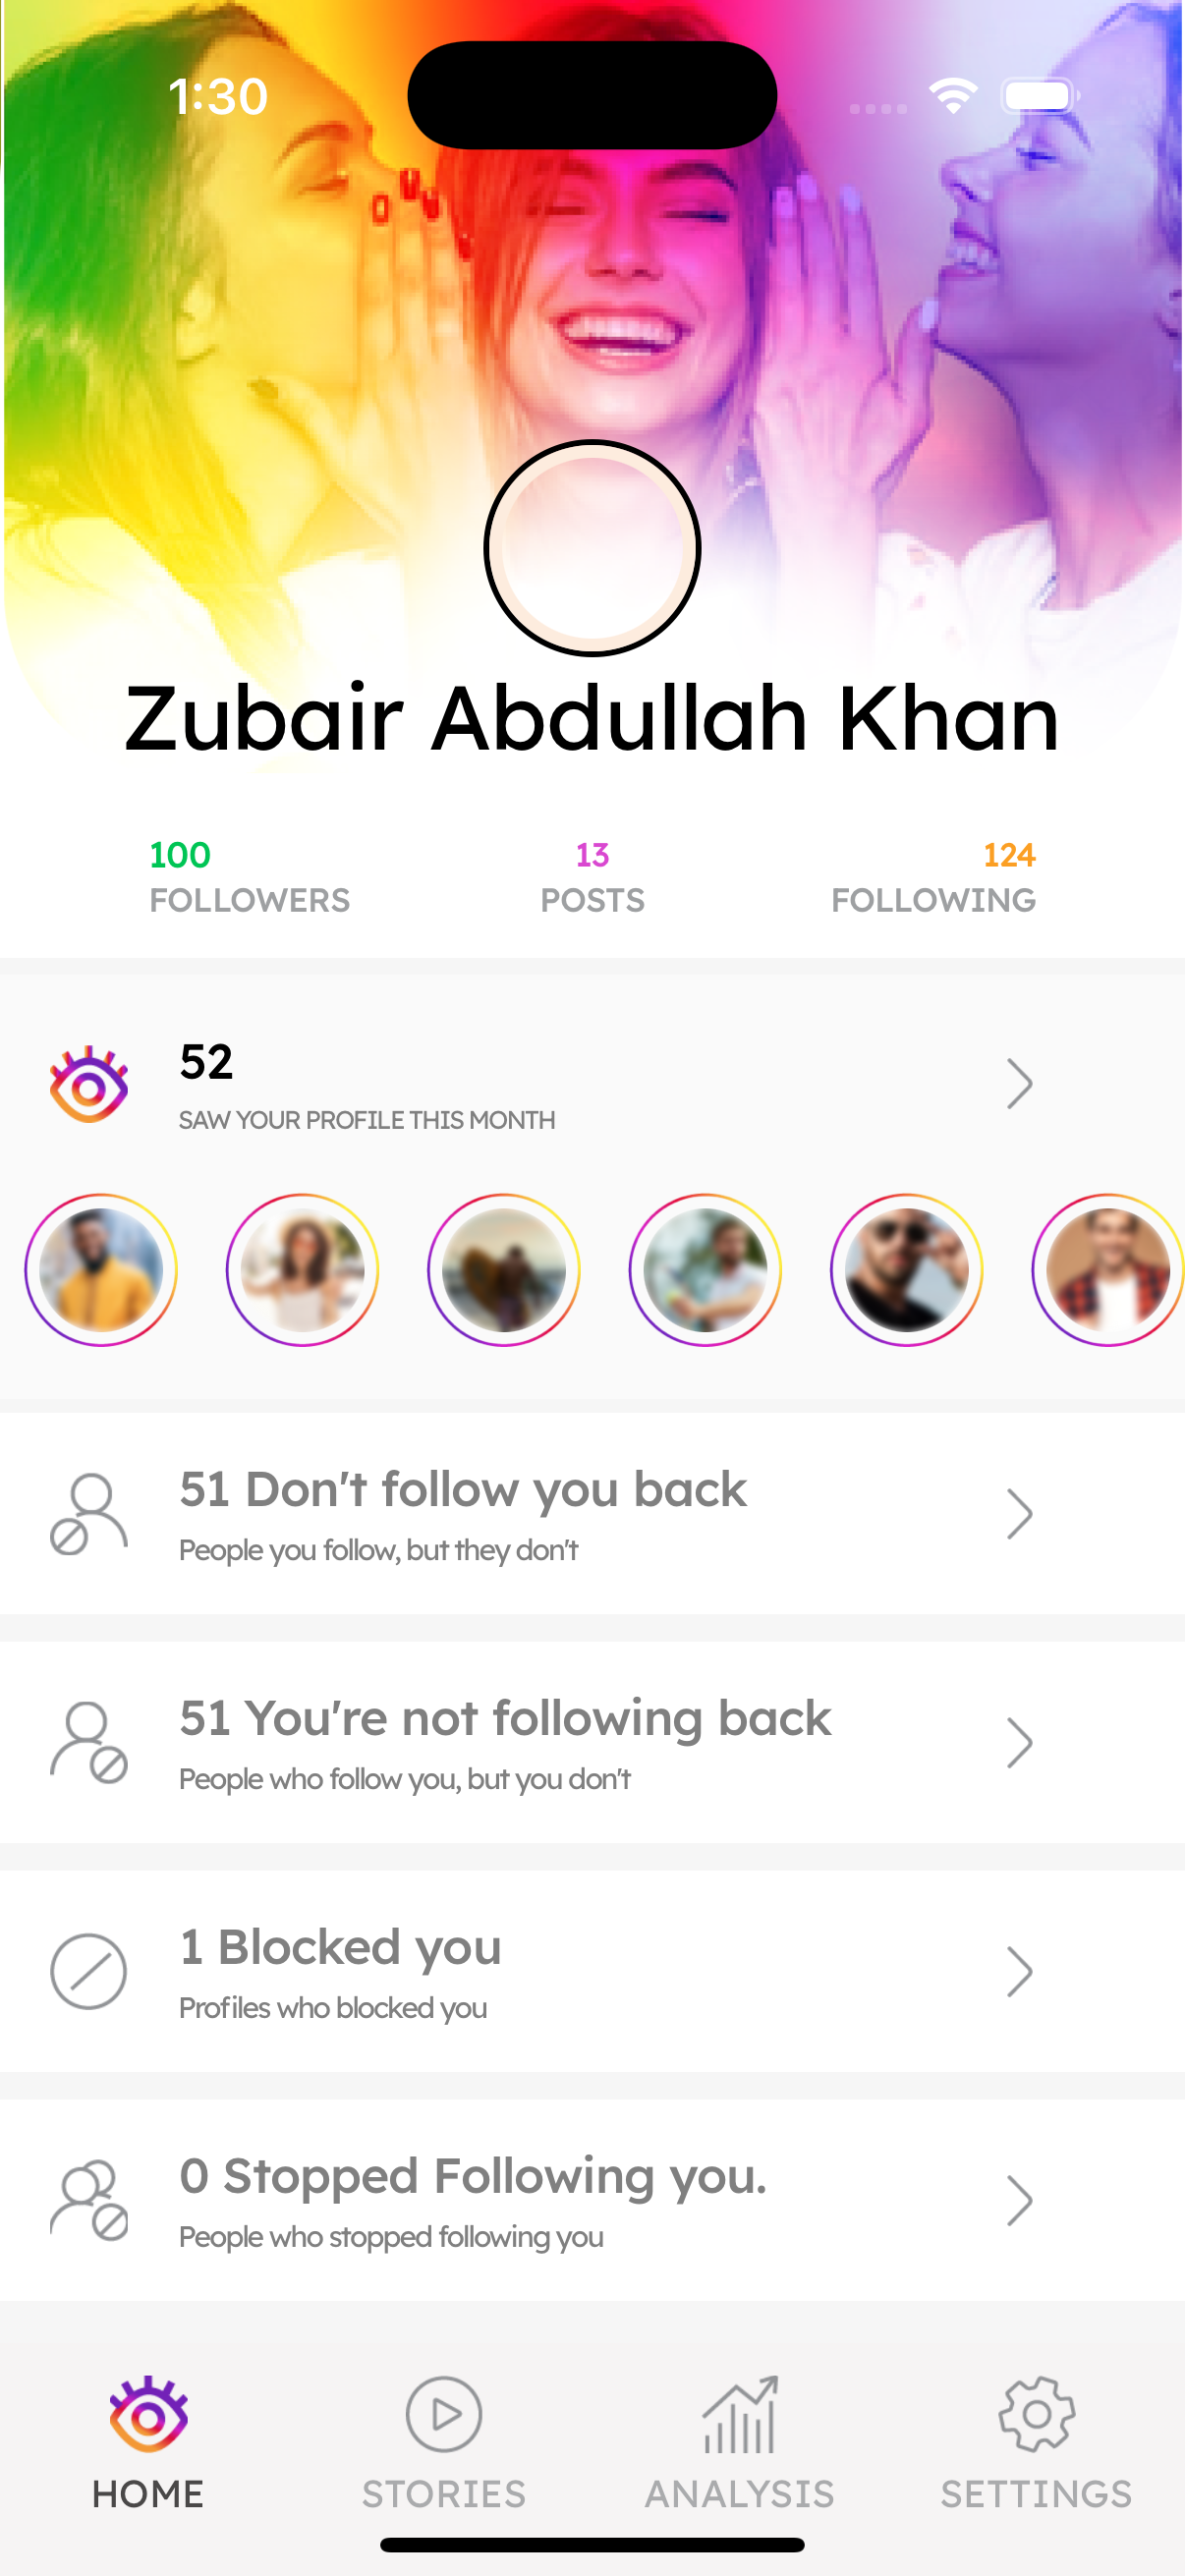 1:30
Zubair Abdullah Khan
100
FOLLOWERS
13
POSTS
124
FOLLOWING
52
SAW YOUR PROFILE THIS MONTH
51 Don't follow you back
People you follow, but they don't
51 You're not following back
People who follow you, but you don't
1 Blocked you
Profiles who blocked you
0 Stopped Following you.
People who stopped following you
HOME
STORIES
ANALYSIS
SETTINGS